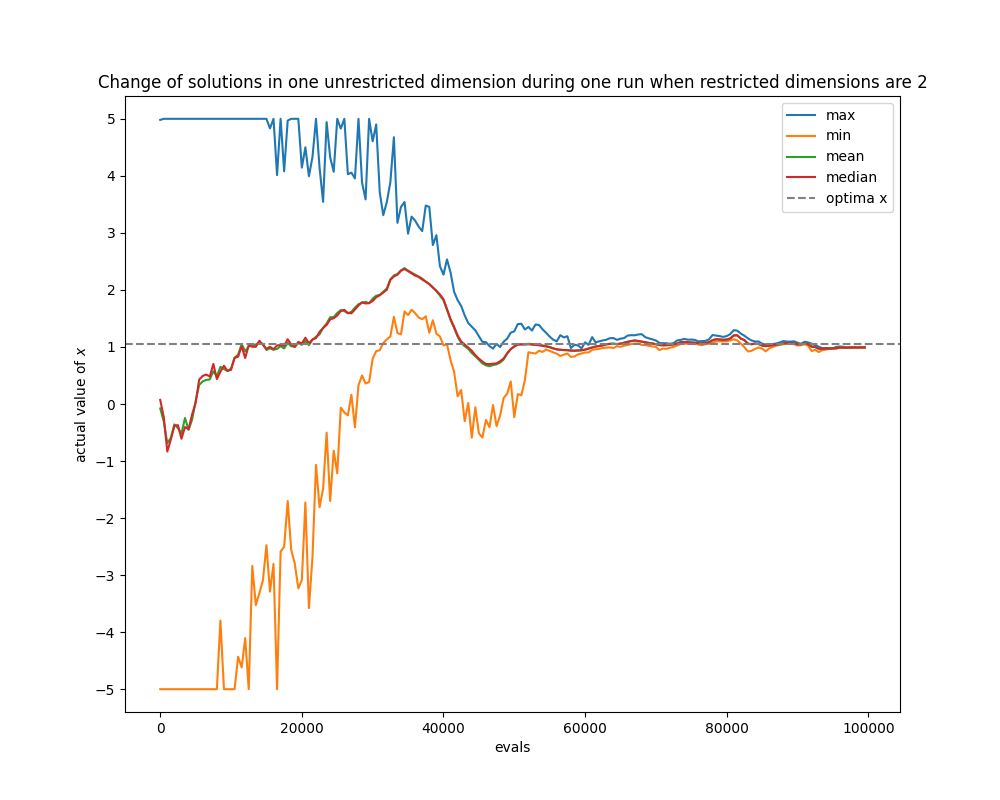 Change of solutions in one unrestricted dimension during one run when restricted dimensions are 2
max
min
mean
median
optima x
actual value of x
5
4
3
2
1
0
−1
−2
−3
−4
−5
0
20000
40000
60000
80000
100000
evals